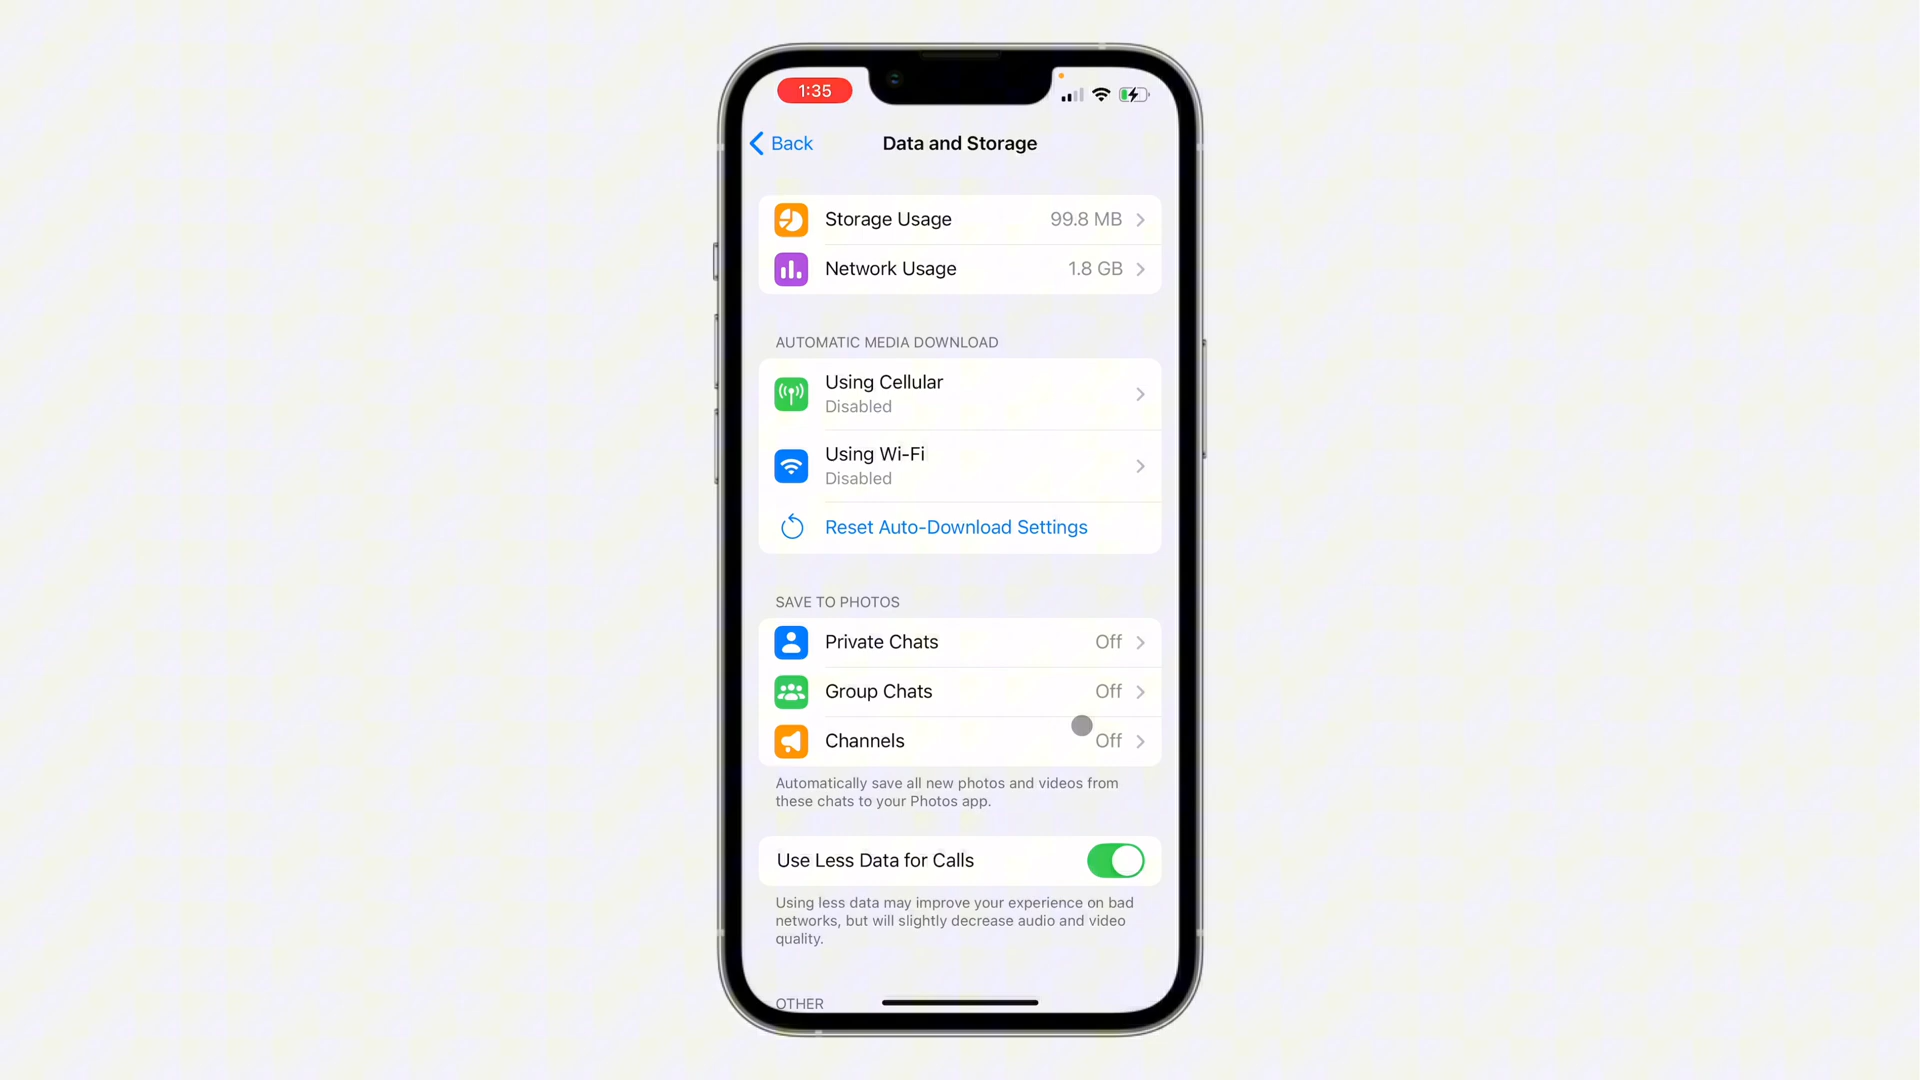 1:35
Back
Data and Storage
Storage Usage 99.8 MB
Network Usage 1.8 GB
AUTOMATIC MEDIA DOWNLOAD
Using Cellular
Disabled
Using Wi-Fi
Disabled
Reset Auto-Download Settings
SAVE TO PHOTOS
Private Chats Off
Group Chats Off
Channels Off
Automatically save all new photos and videos from
these chats to your Photos app.
Use Less Data for Calls
Using less data may improve your experience on bad
networks, but will slightly decrease audio and video
quality.
OTHER